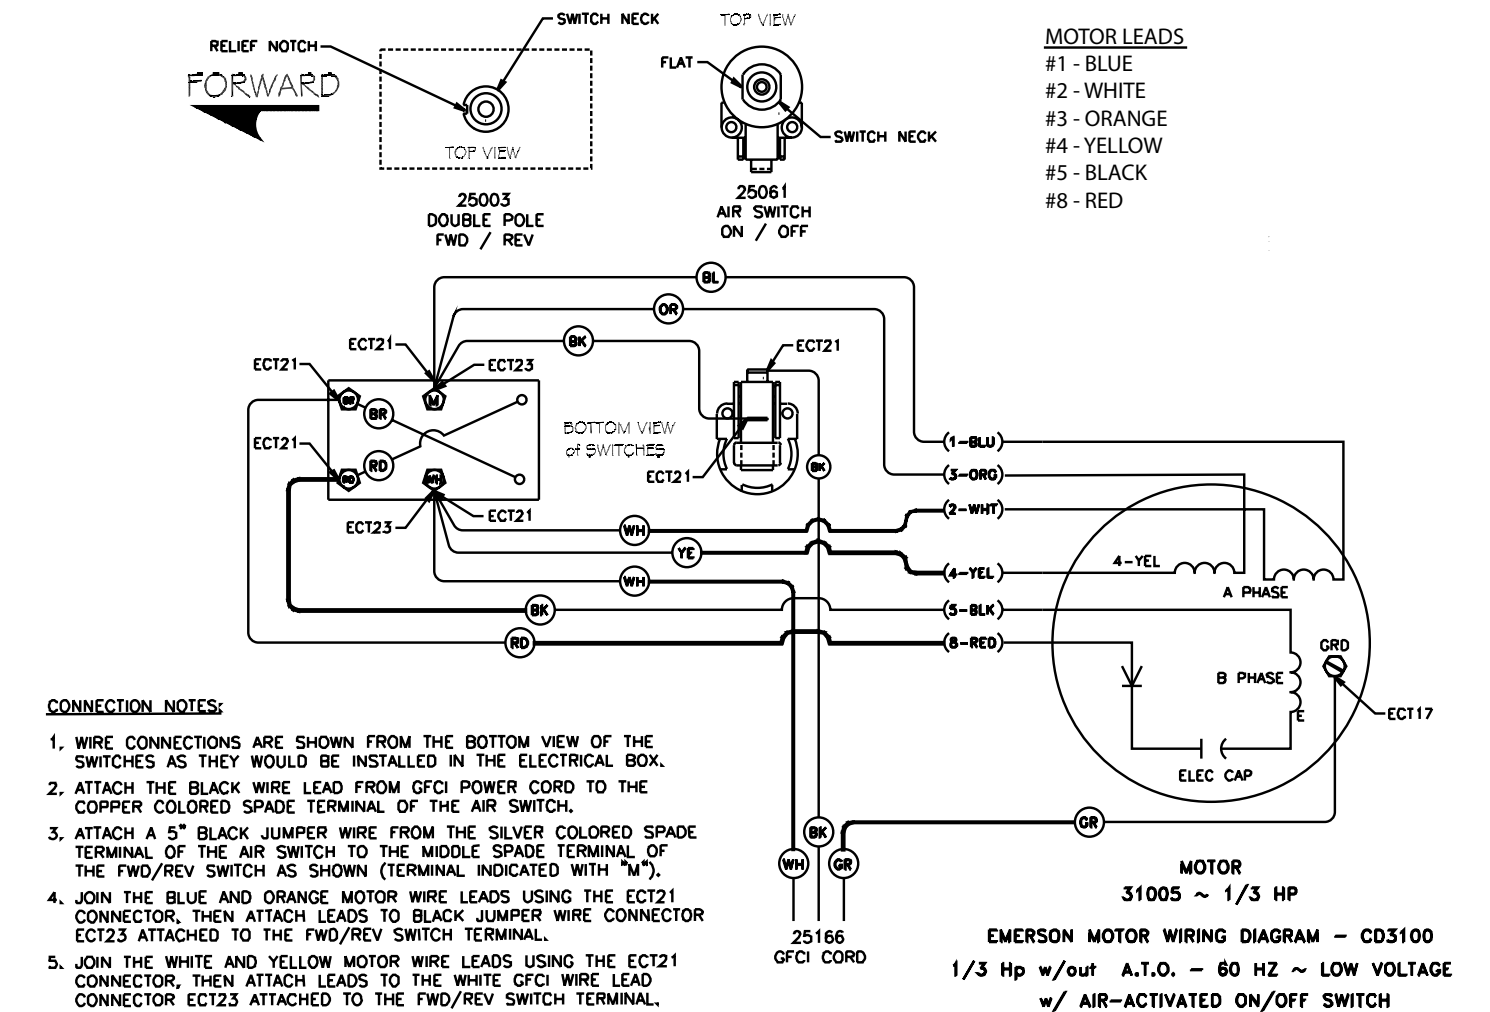 SWITCH NECK
RELIEF NOTCH
FORWARD
TOP VIEW
25003
DOUBLE POLE
FWD / REV
TOP VIEW
FLAT
SWITCH NECK
25061
AIR SWITCH
ON / OFF
MOTOR LEADS
#1 - BLUE
#2 - WHITE
#3 - ORANGE
#4 - YELLOW
#5 - BLACK
#8 - RED
BL
OR
BK
ECT21
ECT23
ECT21
ECT21
BR
M
RD
ECT21
WH
ECT23
ECT21
BOTTOM VIEW
of SWITCHES
ECT21
BK
(1-BLU)
(3-ORG)
(2-WHT)
(4-YEL)
(5-BLK)
(8-RED)
WH
YE
WH
BK
RD
4-YEL
A PHASE
B PHASE
E
GRD
ECT17
ELEC CAP
GR
BK
WH
GR
25166
GFCI CORD
CONNECTION NOTES:
1. WIRE CONNECTIONS ARE SHOWN FROM THE BOTTOM VIEW OF THE
SWITCHES AS THEY WOULD BE INSTALLED IN THE ELECTRICAL BOX.
2. ATTACH THE BLACK WIRE LEAD FROM GFCI POWER CORD TO THE
COPPER COLORED SPADE TERMINAL OF THE AIR SWITCH.
3. ATTACH A 5" BLACK JUMPER WIRE FROM THE SILVER COLORED SPADE
TERMINAL OF THE AIR SWITCH TO THE MIDDLE SPADE TERMINAL OF
THE FWD/REV SWITCH AS SHOWN (TERMINAL INDICATED WITH "M").
4. JOIN THE BLUE AND ORANGE MOTOR WIRE LEADS USING THE ECT21
CONNECTOR, THEN ATTACH LEADS TO BLACK JUMPER WIRE CONNECTOR
ECT23 ATTACHED TO THE FWD/REV SWITCH TERMINAL.
5. JOIN THE WHITE AND YELLOW MOTOR WIRE LEADS USING THE ECT21
CONNECTOR, THEN ATTACH LEADS TO THE WHITE GFCI WIRE LEAD
CONNECTOR ECT23 ATTACHED TO THE FWD/REV SWITCH TERMINAL.
MOTOR
31005 ~ 1/3 HP
EMERSON MOTOR WIRING DIAGRAM - CD3100
1/3 Hp w/out A.T.O. - 60 HZ ~ LOW VOLTAGE
w/ AIR-ACTIVATED ON/OFF SWITCH